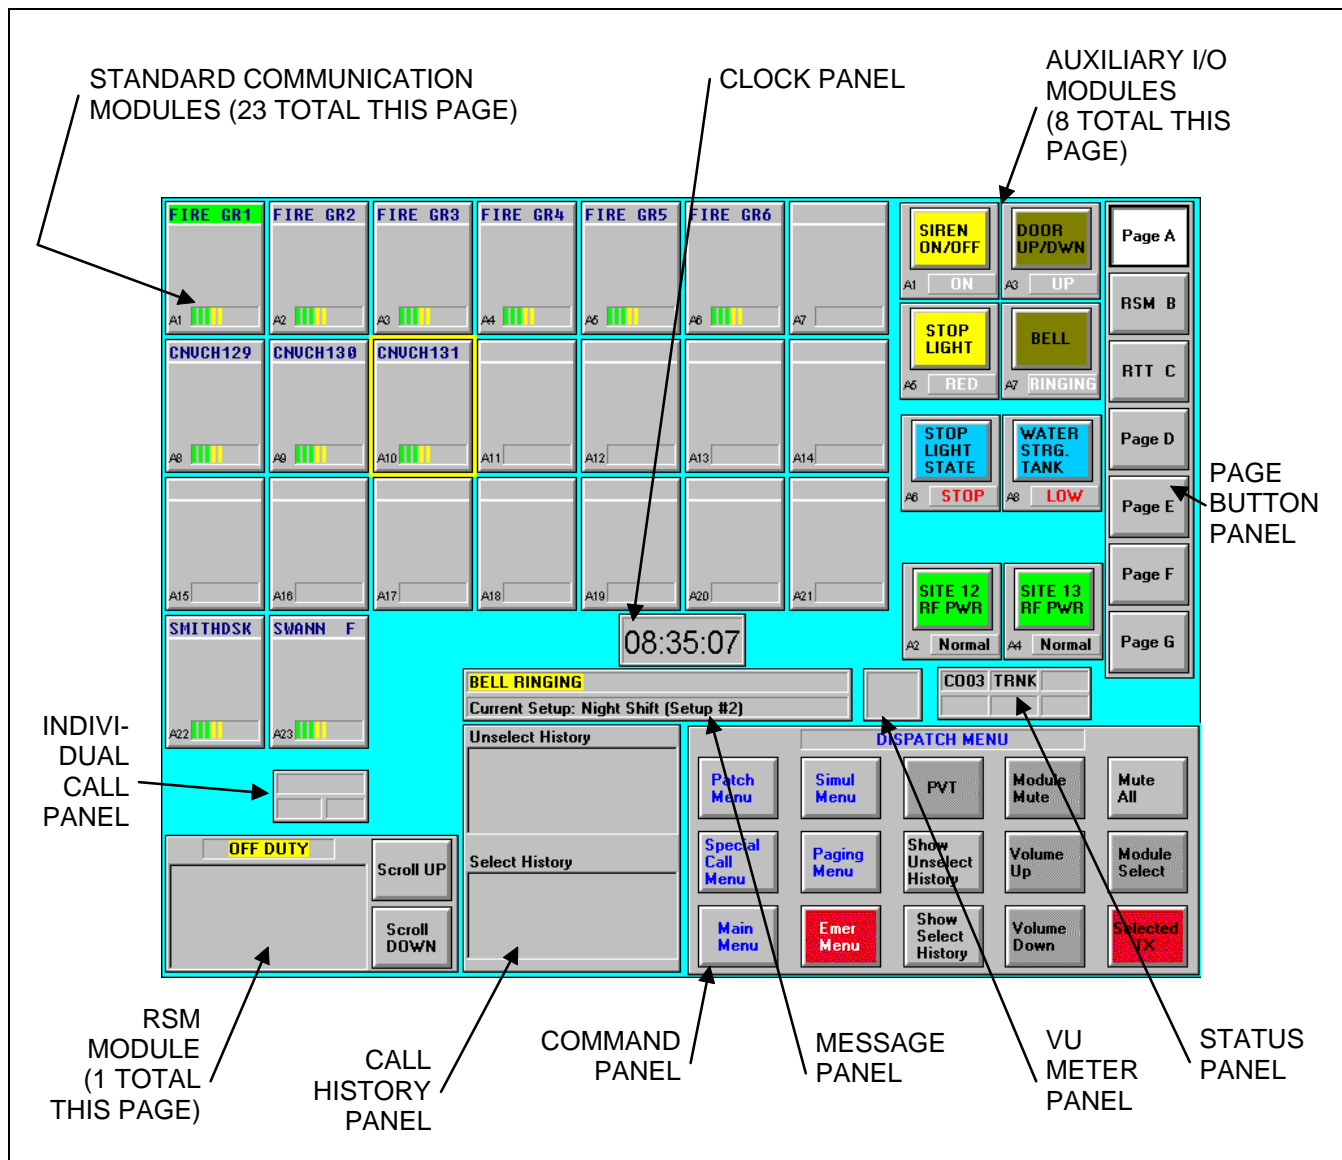 STANDARD COMMUNICATION
MODULES (23 TOTAL THIS PAGE)
CLOCK PANEL
AUXILIARY I/O
MODULES
(8 TOTAL THIS
PAGE)
FIRE GR1
FIRE GR2
FIRE GR3
FIRE GR4
FIRE GR5
FIRE GR6
A1
A2
A3
A4
A5
A6
A7
CNVCH129
CNVCH130
CNVCH131
A8
A9
A10
A11
A12
A13
A14
A15
A16
A17
A18
A19
A20
A21
SMITHDSK
SWANN F
A22
A23
SIREN
ON/OFF
A1
ON
DOOR
UP/DWN
A3
UP
STOP
LIGHT
A5
RED
BELL
A7
RINGING
STOP
LIGHT
STATE
A6
STOP
WATER
STRG.
TANK
A8
LOW
SITE 12
RF PWR
A2
Normal
SITE 13
RF PWR
A4
Normal
Page A
RSM B
RTT C
Page D
Page E
Page F
Page G
PAGE
BUTTON
PANEL
08:35:07
BELL RINGING
Current Setup: Night Shift (Setup #2)
C003
TRNK
INDIVI-
DUAL
CALL
PANEL
OFF DUTY
Scroll UP
Scroll
DOWN
Unselect History
Select History
DISPATCH MENU
Patch
Menu
Simul
Menu
PVT
Module
Mute
Mute
All
Special
Call
Menu
Paging
Menu
Show
Unselect
History
Volume
Up
Module
Select
Main
Menu
Emer
Menu
Show
Select
History
Volume
Down
Selected
TX
RSM
MODULE
(1 TOTAL
THIS PAGE)
CALL
HISTORY
PANEL
COMMAND
PANEL
MESSAGE
PANEL
VU
METER
PANEL
STATUS
PANEL